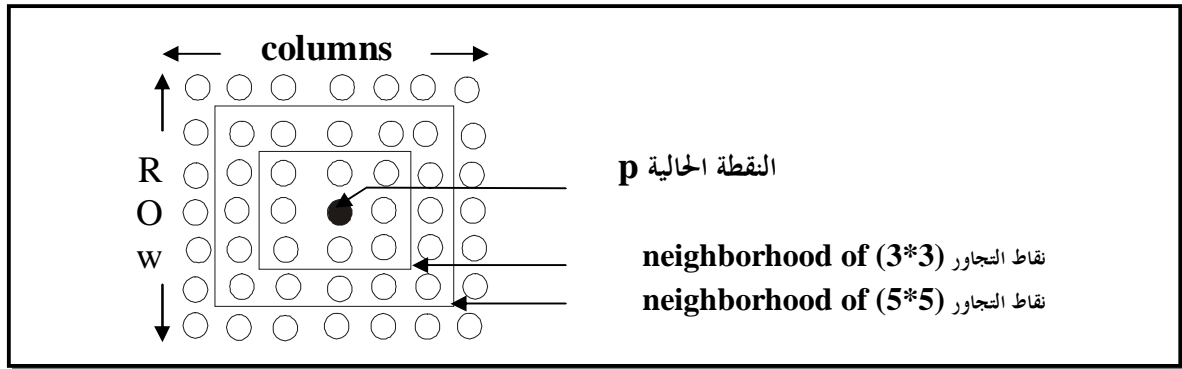 columns
R
O
w
النقطة الحالية p
نقاط التجاور neighborhood of (3*3)
نقاط التجاور neighborhood of (5*5)